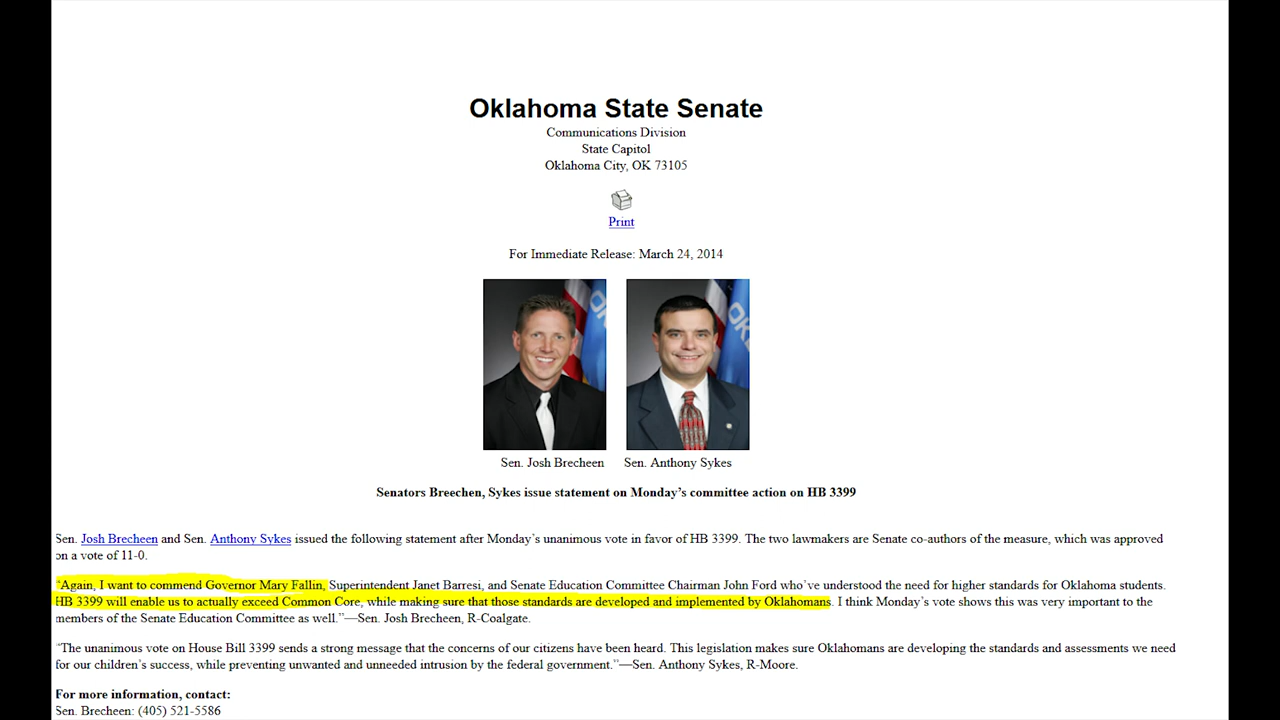 Oklahoma State Senate
Communications Division
State Capitol
Oklahoma City, OK 73105
Print
For Immediate Release: March 24, 2014
Sen. Josh Brecheen Sen. Anthony Sykes
Senators Breechen, Sykes issue statement on Monday’s committee action on HB 3399
Sen. Josh Brecheen and Sen. Anthony Sykes issued the following statement after Monday’s unanimous vote in favor of HB 3399. The two lawmakers are Senate co-authors of the measure, which was approved
on a vote of 11-0.
“Again, I want to commend Governor Mary Fallin, Superintendent Janet Barresi, and Senate Education Committee Chairman John Ford who’ve understood the need for higher standards for Oklahoma students.
HB 3399 will enable us to actually exceed Common Core, while making sure that those standards are developed and implemented by Oklahomans. I think Monday’s vote shows this was very important to the
members of the Senate Education Committee as well.”—Sen. Josh Brecheen, R-Coalgate.
“The unanimous vote on House Bill 3399 sends a strong message that the concerns of our citizens have been heard. This legislation makes sure Oklahomans are developing the standards and assessments we need
for our children’s success, while preventing unwanted and unneeded intrusion by the federal government.”—Sen. Anthony Sykes, R-Moore.
For more information, contact:
Sen. Brecheen: (405) 521-5586